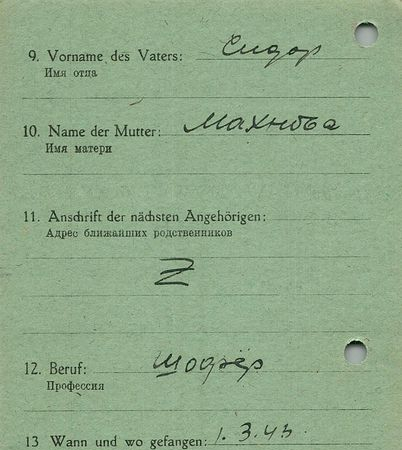 9. Vorname des Vaters: Сидор
Имя отца
10. Name der Mutter: Махнова
Имя матери
11. Anschrift der nächsten Angehörigen:
Адрес ближайших родственников
Z
12. Beruf: шофёр
Профессия
13 Wann und wo gefangen: 1.3.43